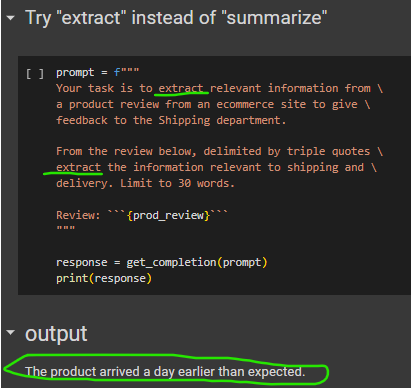 Try "extract" instead of "summarize"
[ ] prompt = f"""
Your task is to extract relevant information from \
a product review from an ecommerce site to give \
feedback to the Shipping department.
From the review below, delimited by triple quotes \
extract the information relevant to shipping and \
delivery. Limit to 30 words.
Review: ```{prod_review}```
"""
response = get_completion(prompt)
print(response)
output
The product arrived a day earlier than expected.